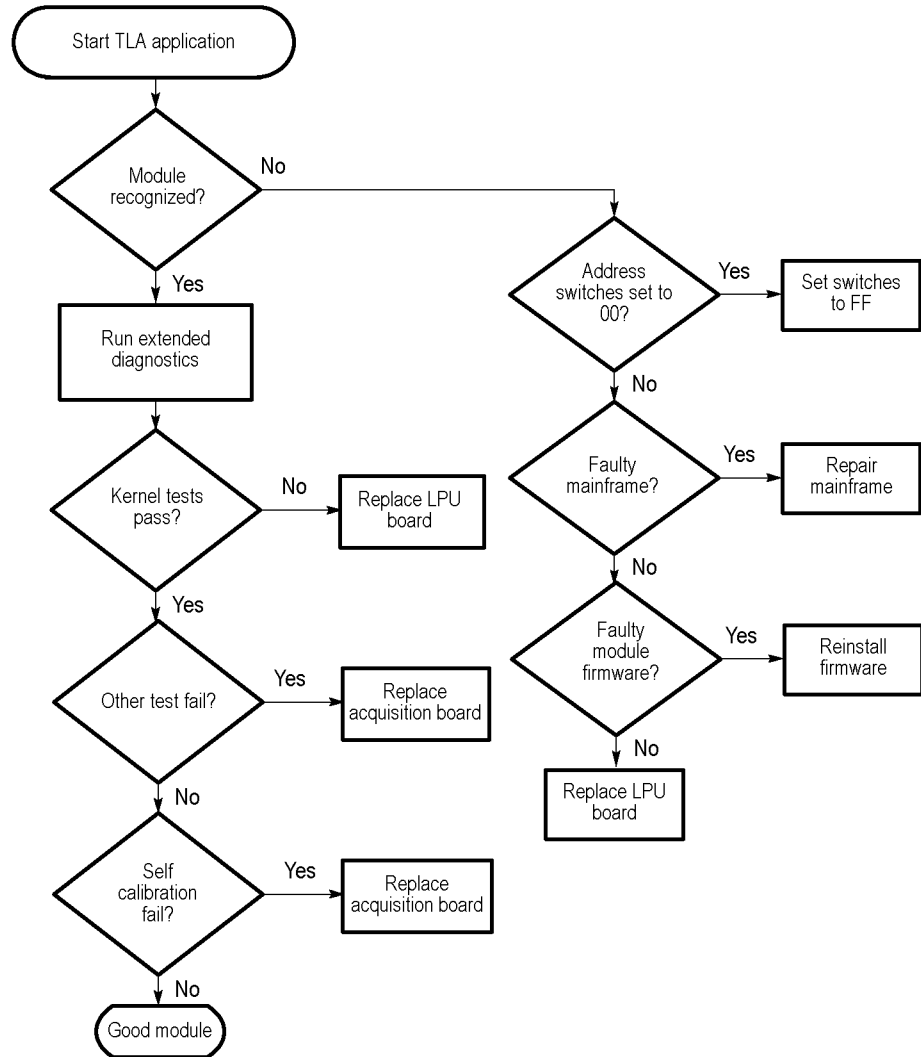 Start TLA application
Module
recognized?
No
Yes
Run extended
diagnostics
Kernel tests
pass?
No
Replace LPU
board
Yes
Other test fail?
Yes
Replace
acquisition board
No
Self
calibration
fail?
Yes
Replace
acquisition board
No
Good module
Address
switches set to
00?
Yes
Set switches
to FF
No
Faulty
mainframe?
Yes
Repair
mainframe
No
Faulty
module
firmware?
Yes
Reinstall
firmware
No
Replace LPU
board